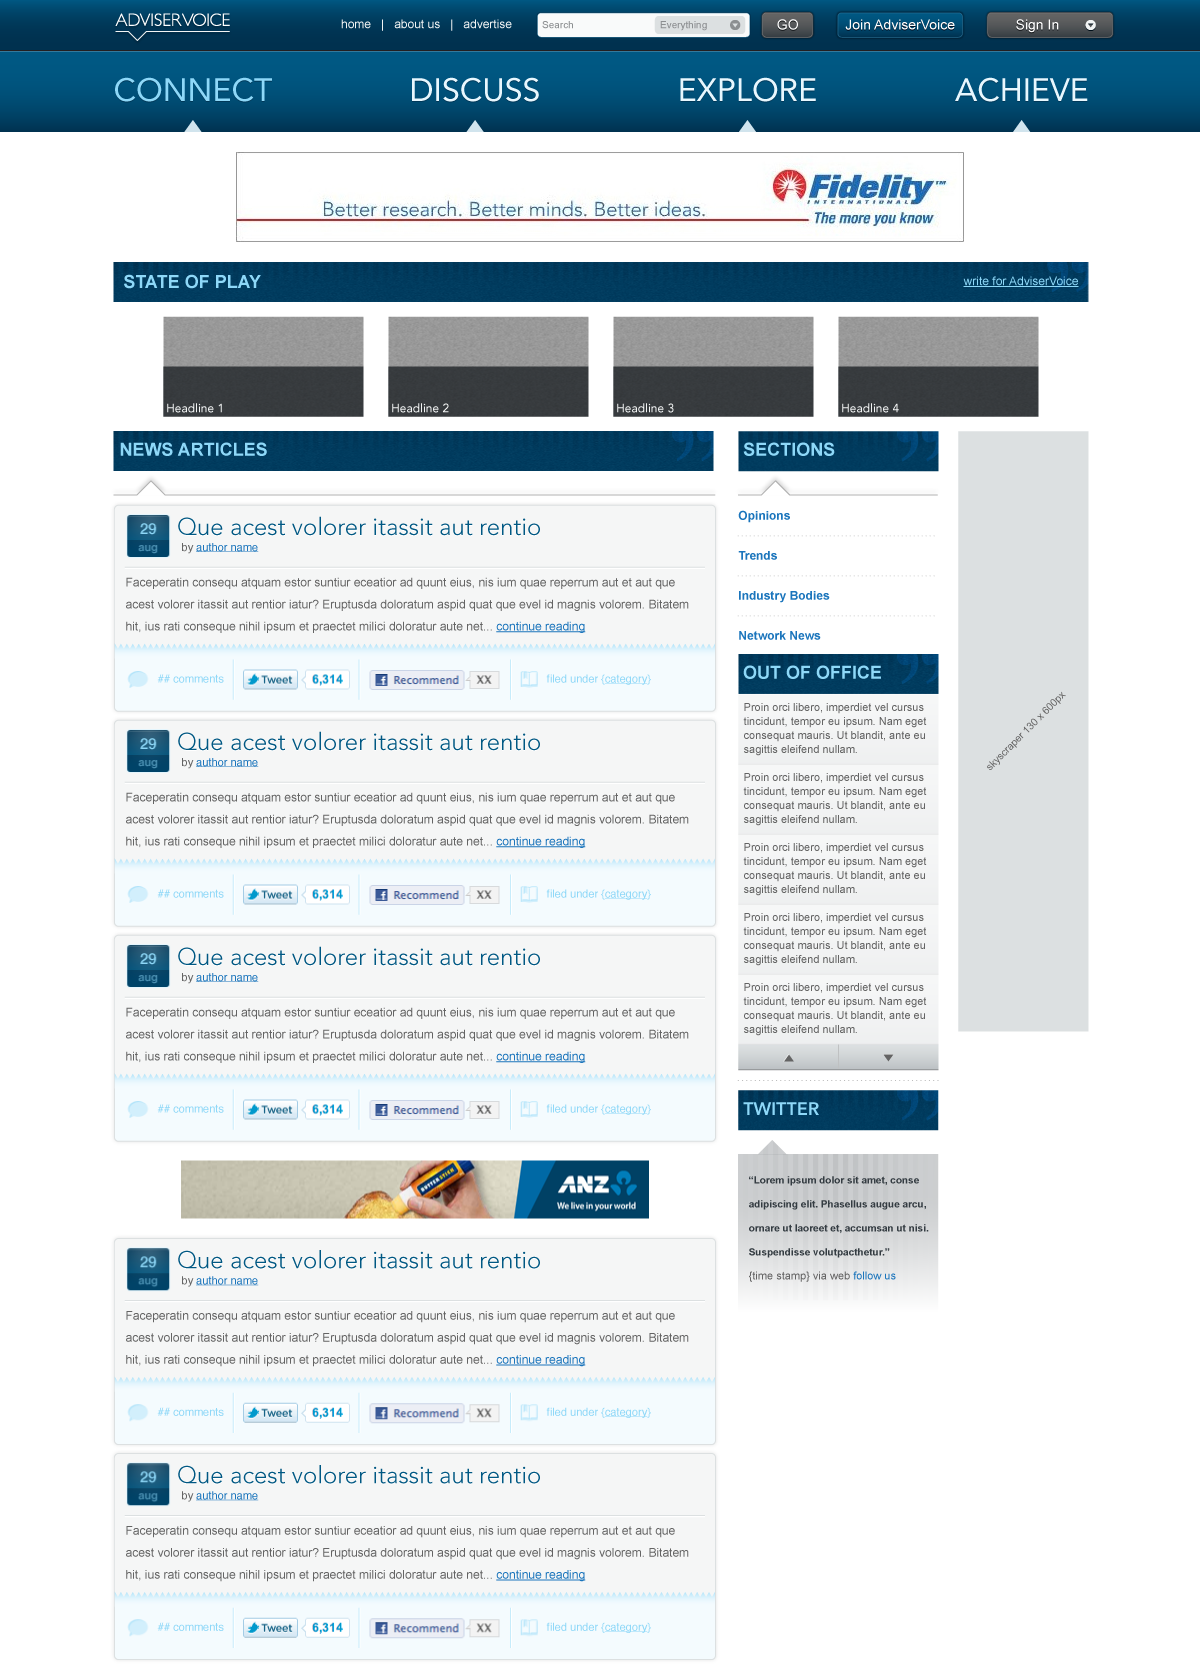 ADVISERVOICE
home | about us | advertise
Search
Everything
GO
Join AdviserVoice
Sign In
CONNECT
DISCUSS
EXPLORE
ACHIEVE
Better research. Better minds. Better ideas.
Fidelity™
INTERNATIONAL
The more you know
STATE OF PLAY
write for AdviserVoice
Headline 1
Headline 2
Headline 3
Headline 4
NEWS ARTICLES
29
aug
Que acest volorer itassit aut rentio
by author name
Faceperatin consequ atquam estor suntiur eceatior ad quunt eius, nis ium quae reperrum aut et aut que
acest volorer itassit aut rentior iatur? Eruptusda doloratum aspid quat que evel id magnis volorem. Bitatem
hit, ius rati conseque nihil ipsum et praectet milici doloratur aute net... continue reading
## comments
Tweet
6,314
Recommend
XX
filed under {category}
29
aug
Que acest volorer itassit aut rentio
by author name
Faceperatin consequ atquam estor suntiur eceatior ad quunt eius, nis ium quae reperrum aut et aut que
acest volorer itassit aut rentior iatur? Eruptusda doloratum aspid quat que evel id magnis volorem. Bitatem
hit, ius rati conseque nihil ipsum et praectet milici doloratur aute net... continue reading
## comments
Tweet
6,314
Recommend
XX
filed under {category}
29
aug
Que acest volorer itassit aut rentio
by author name
Faceperatin consequ atquam estor suntiur eceatior ad quunt eius, nis ium quae reperrum aut et aut que
acest volorer itassit aut rentior iatur? Eruptusda doloratum aspid quat que evel id magnis volorem. Bitatem
hit, ius rati conseque nihil ipsum et praectet milici doloratur aute net... continue reading
## comments
Tweet
6,314
Recommend
XX
filed under {category}
BUTTER STICK
ANZ
We live in your world
29
aug
Que acest volorer itassit aut rentio
by author name
Faceperatin consequ atquam estor suntiur eceatior ad quunt eius, nis ium quae reperrum aut et aut que
acest volorer itassit aut rentior iatur? Eruptusda doloratum aspid quat que evel id magnis volorem. Bitatem
hit, ius rati conseque nihil ipsum et praectet milici doloratur aute net... continue reading
## comments
Tweet
6,314
Recommend
XX
filed under {category}
29
aug
Que acest volorer itassit aut rentio
by author name
Faceperatin consequ atquam estor suntiur eceatior ad quunt eius, nis ium quae reperrum aut et aut que
acest volorer itassit aut rentior iatur? Eruptusda doloratum aspid quat que evel id magnis volorem. Bitatem
hit, ius rati conseque nihil ipsum et praectet milici doloratur aute net... continue reading
## comments
Tweet
6,314
Recommend
XX
filed under {category}
SECTIONS
Opinions
Trends
Industry Bodies
Network News
OUT OF OFFICE
Proin orci libero, imperdiet vel cursus
tincidunt, tempor eu ipsum. Nam eget
consequat mauris. Ut blandit, ante eu
sagittis eleifend nullam.
Proin orci libero, imperdiet vel cursus
tincidunt, tempor eu ipsum. Nam eget
consequat mauris. Ut blandit, ante eu
sagittis eleifend nullam.
Proin orci libero, imperdiet vel cursus
tincidunt, tempor eu ipsum. Nam eget
consequat mauris. Ut blandit, ante eu
sagittis eleifend nullam.
Proin orci libero, imperdiet vel cursus
tincidunt, tempor eu ipsum. Nam eget
consequat mauris. Ut blandit, ante eu
sagittis eleifend nullam.
Proin orci libero, imperdiet vel cursus
tincidunt, tempor eu ipsum. Nam eget
consequat mauris. Ut blandit, ante eu
sagittis eleifend nullam.
TWITTER
“Lorem ipsum dolor sit amet, conse
adipiscing elit. Phasellus augue arcu,
ornare ut laoreet et, accumsan ut nisi.
Suspendisse volutpacthetur.”
{time stamp} via web follow us
skyscraper 130 x 600px